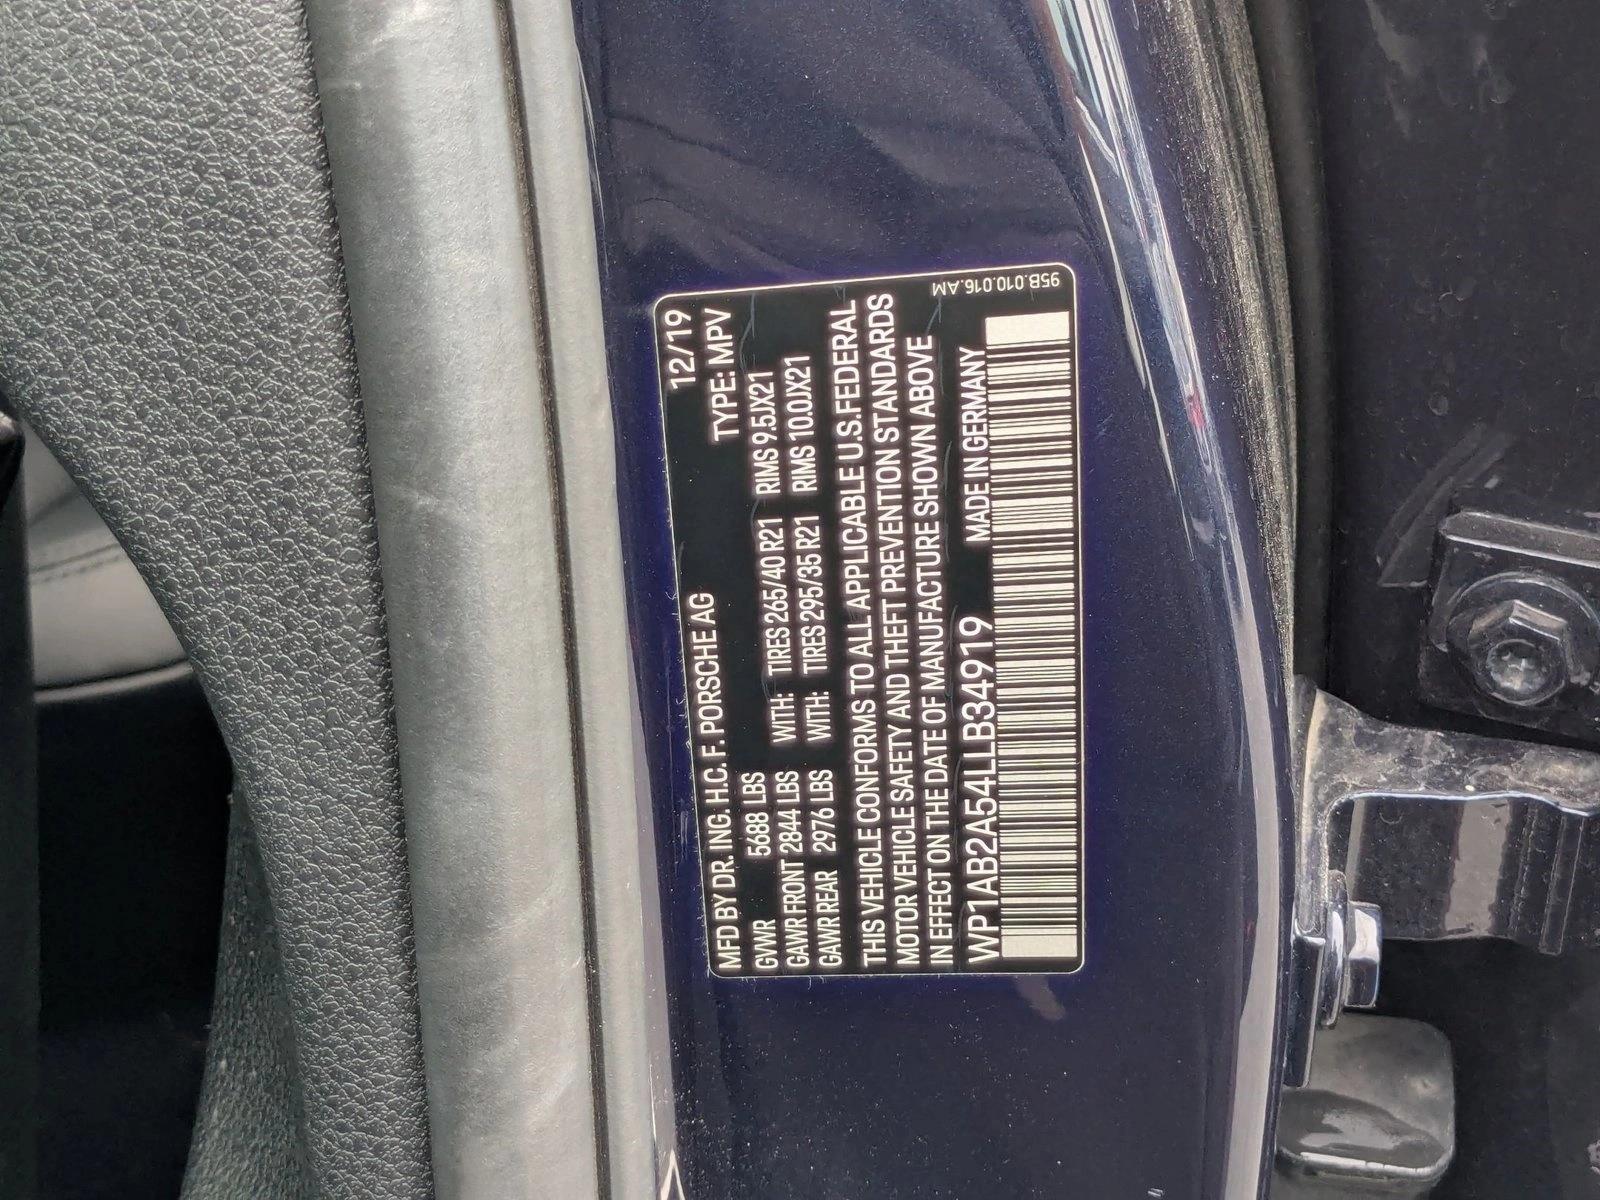 12/19
MFD BY DR. ING. H.C. F. PORSCHE AG TYPE: MPV
GVWR 5688 LBS
GAWR FRONT 2844 LBS WITH: TIRES 265/40 R21 RIMS 9.5JX21
GAWR REAR 2976 LBS WITH: TIRES 295/35 R21 RIMS 10.0JX21
THIS VEHICLE CONFORMS TO ALL APPLICABLE U.S.FEDERAL
MOTOR VEHICLE SAFETY AND THEFT PREVENTION STANDARDS
IN EFFECT ON THE DATE OF MANUFACTURE SHOWN ABOVE
WP1AB2A54LLB34919 MADE IN GERMANY
95B.010.016.AM